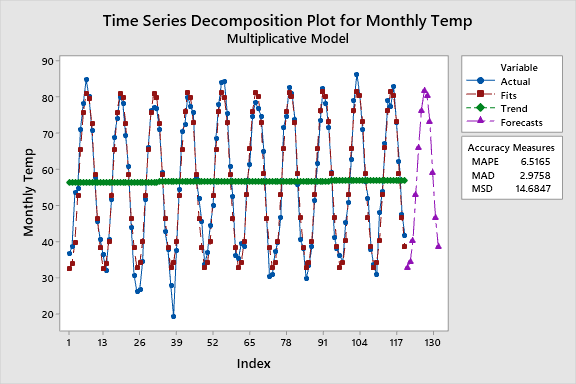 Time Series Decomposition Plot for Monthly Temp
Multiplicative Model
90
80
70
60
50
40
30
20
Monthly Temp
1 13 26 39 52 65 78 91 104 117 130
Index
Variable
Actual
Fits
Trend
Forecasts
Accuracy Measures
MAPE 6.5165
MAD 2.9758
MSD 14.6847